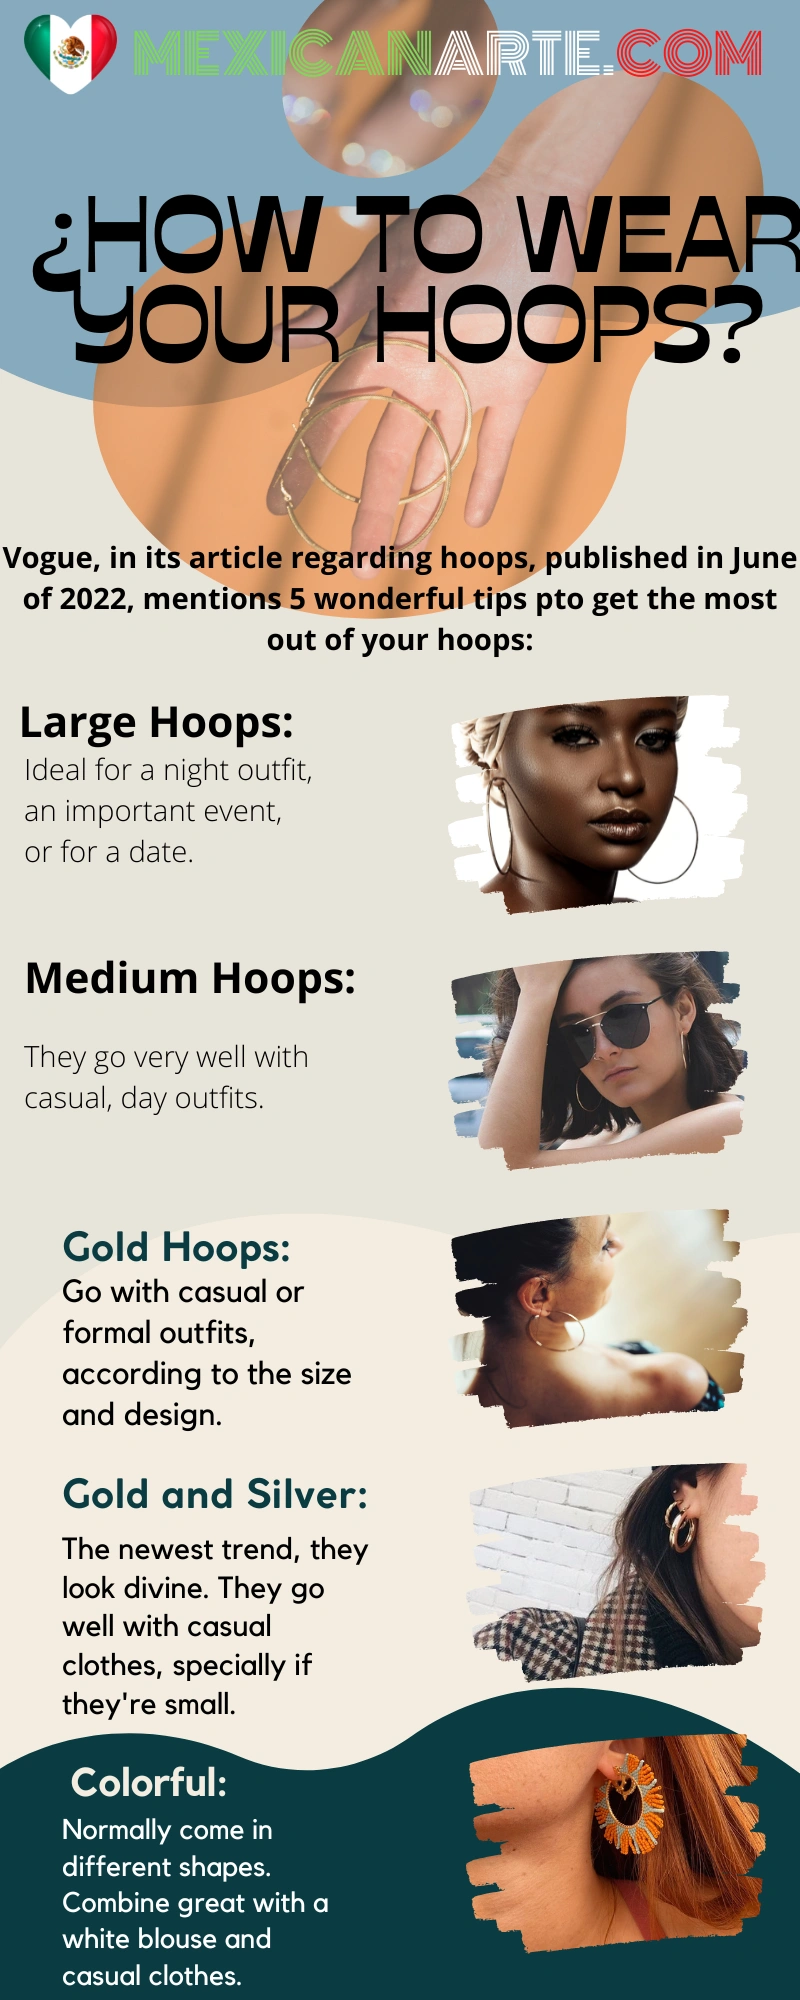 MEXICANARTE.COM
¿HOW TO WEAR
YOUR HOOPS?
Vogue, in its article regarding hoops, published in June
of 2022, mentions 5 wonderful tips pto get the most
out of your hoops:
Large Hoops:
Ideal for a night outfit,
an important event,
or for a date.
Medium Hoops:
They go very well with
casual, day outfits.
Gold Hoops:
Go with casual or
formal outfits,
according to the size
and design.
Gold and Silver:
The newest trend, they
look divine. They go
well with casual
clothes, specially if
they're small.
Colorful:
Normally come in
different shapes.
Combine great with a
white blouse and
casual clothes.